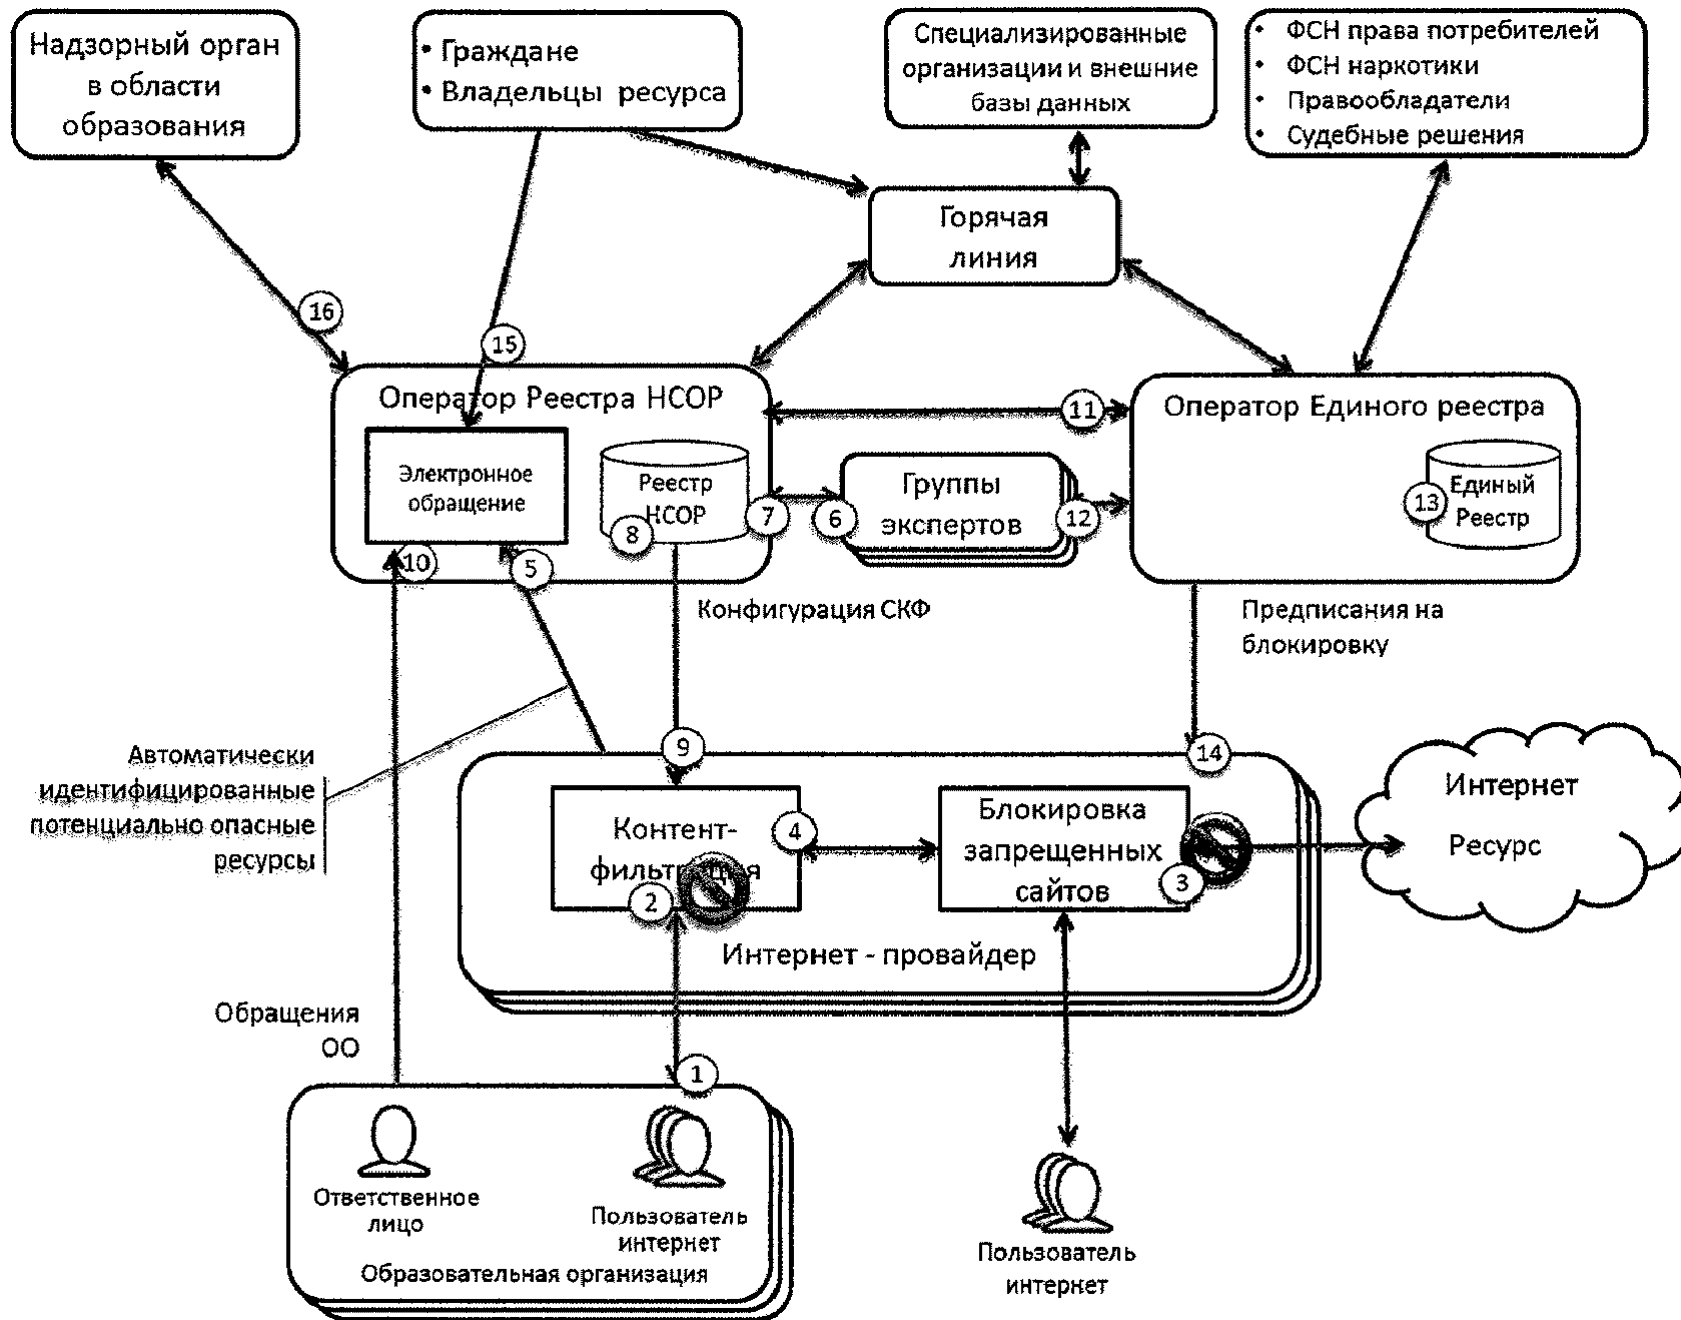 Надзорный орган
в области
образования
• Граждане
• Владельцы ресурса
Специализированные
организации и внешние
базы данных
• ФСН права потребителей
• ФСН наркотики
• Правообладатели
• Судебные решения
Горячая
линия
16
15
Оператор Реестра НСОР
11
Оператор Единого реестра
Электронное
обращение
Реестр
НСОР
8
7
6
Группы
экспертов
12
13
Единый
Реестр
10
5
Конфигурация СКФ
Предписания на
блокировку
Автоматически
идентифицированные
потенциально опасные
ресурсы
9
14
Контент-
фильтрация
4
2
Блокировка
запрещенных
сайтов
3
Интернет
Ресурс
Интернет - провайдер
Обращения
ОО
1
Ответственное
лицо
Пользователь
интернет
Образовательная организация
Пользователь
интернет